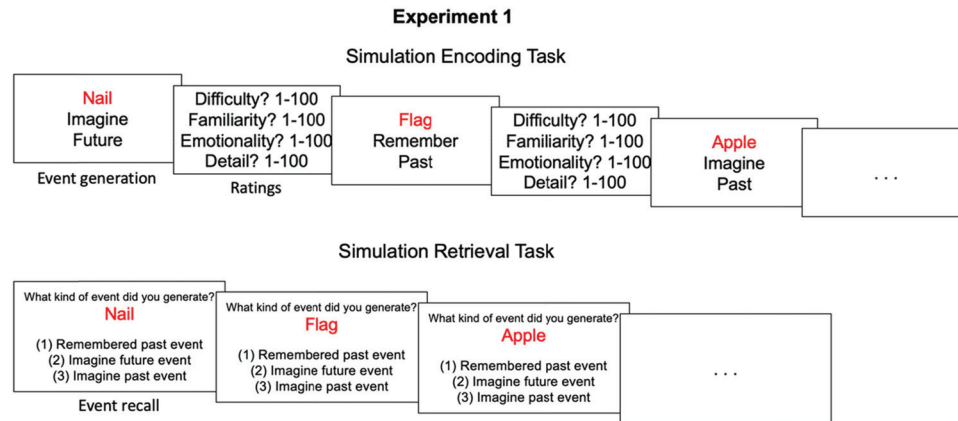 Experiment 1
Simulation Encoding Task
Nail
Imagine
Future
Event generation
Difficulty? 1-100
Familiarity? 1-100
Emotionality? 1-100
Detail? 1-100
Ratings
Flag
Remember
Past
Difficulty? 1-100
Familiarity? 1-100
Emotionality? 1-100
Detail? 1-100
Apple
Imagine
Past
. . .
Simulation Retrieval Task
What kind of event did you generate?
Nail
(1) Remembered past event
(2) Imagine future event
(3) Imagine past event
Event recall
What kind of event did you generate?
Flag
(1) Remembered past event
(2) Imagine future event
(3) Imagine past event
What kind of event did you generate?
Apple
(1) Remembered past event
(2) Imagine future event
(3) Imagine past event
. . .